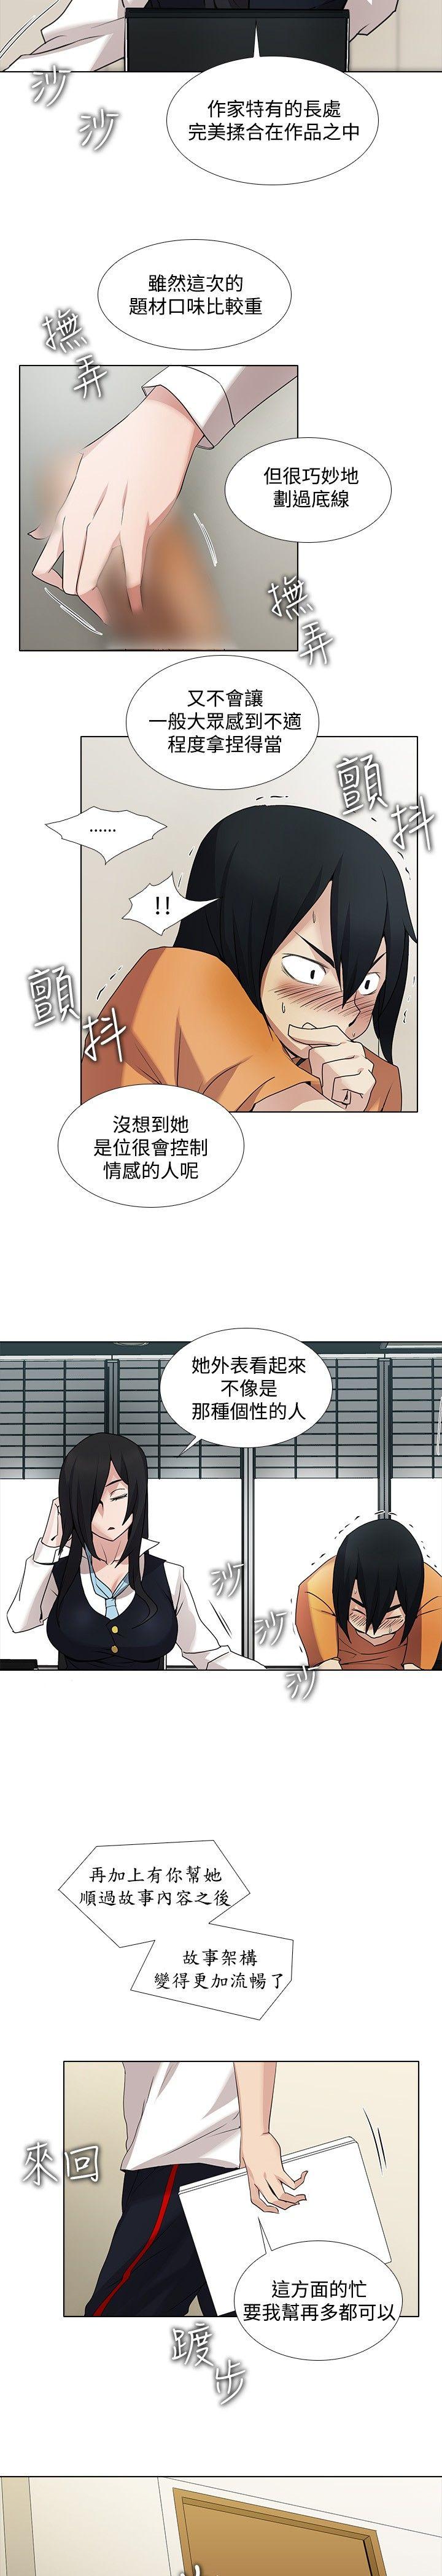 沙
沙
作家特有的長處
完美揉合在作品之中
雖然這次的
題材口味比較重
撫
弄
但很巧妙地
劃過底線
撫
弄
又不會讓
一般大眾感到不適
程度拿捏得當
顫
抖
......
!!
顫
抖
沒想到她
是位很會控制
情感的人呢
她外表看起來
不像是
那種個性的人
沙
沙
沙
再加上有你幫她
順過故事內容之後
故事架構
變得更加流暢了
來回
這方面的忙
要我幫再多都可以
踱
步